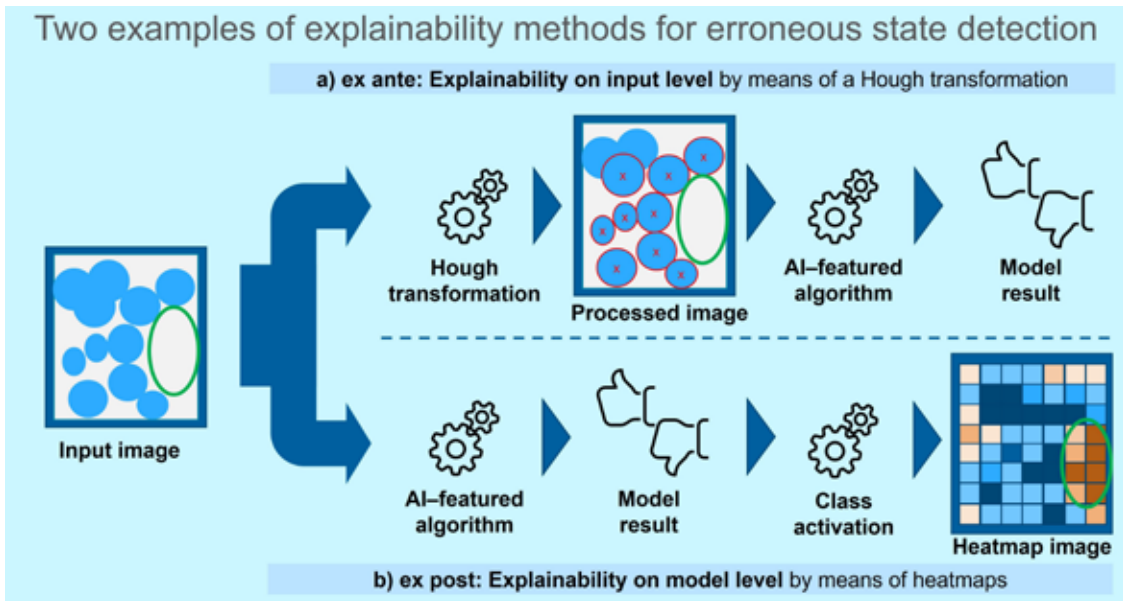 Two examples of explainability methods for erroneous state detection
a) ex ante: Explainability on input level by means of a Hough transformation
x
x
x
x
x
x
x
x
x
Hough
transformation
Processed image
AI–featured
algorithm
Model
result
Input image
AI–featured
algorithm
Model
result
Class
activation
Heatmap image
b) ex post: Explainability on model level by means of heatmaps